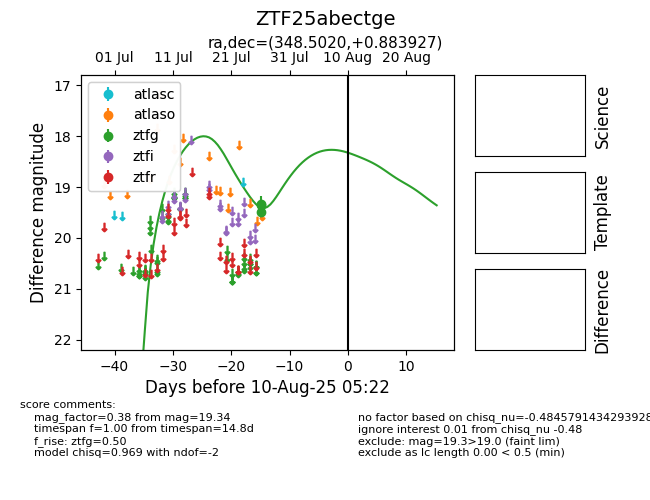 ZTF25abectge
ra,dec=(348.5020,+0.883927)
01 Jul 11 Jul 21 Jul 31 Jul 10 Aug 20 Aug
17
18
19
20
21
22
Difference magnitude
atlasc
atlaso
ztfg
ztfi
ztfr
−40 −30 −20 −10 0 10
Days before 10-Aug-25 05:22
Science
Template
Difference
score comments:
mag_factor=0.38 from mag=19.34
timespan f=1.00 from timespan=14.8d
f_rise: ztfg=0.50
model chisq=0.969 with ndof=-2
no factor based on chisq_nu=-0.4845791434293928
ignore interest 0.01 from chisq_nu -0.48
exclude: mag=19.3>19.0 (faint lim)
exclude as lc length 0.00 < 0.5 (min)